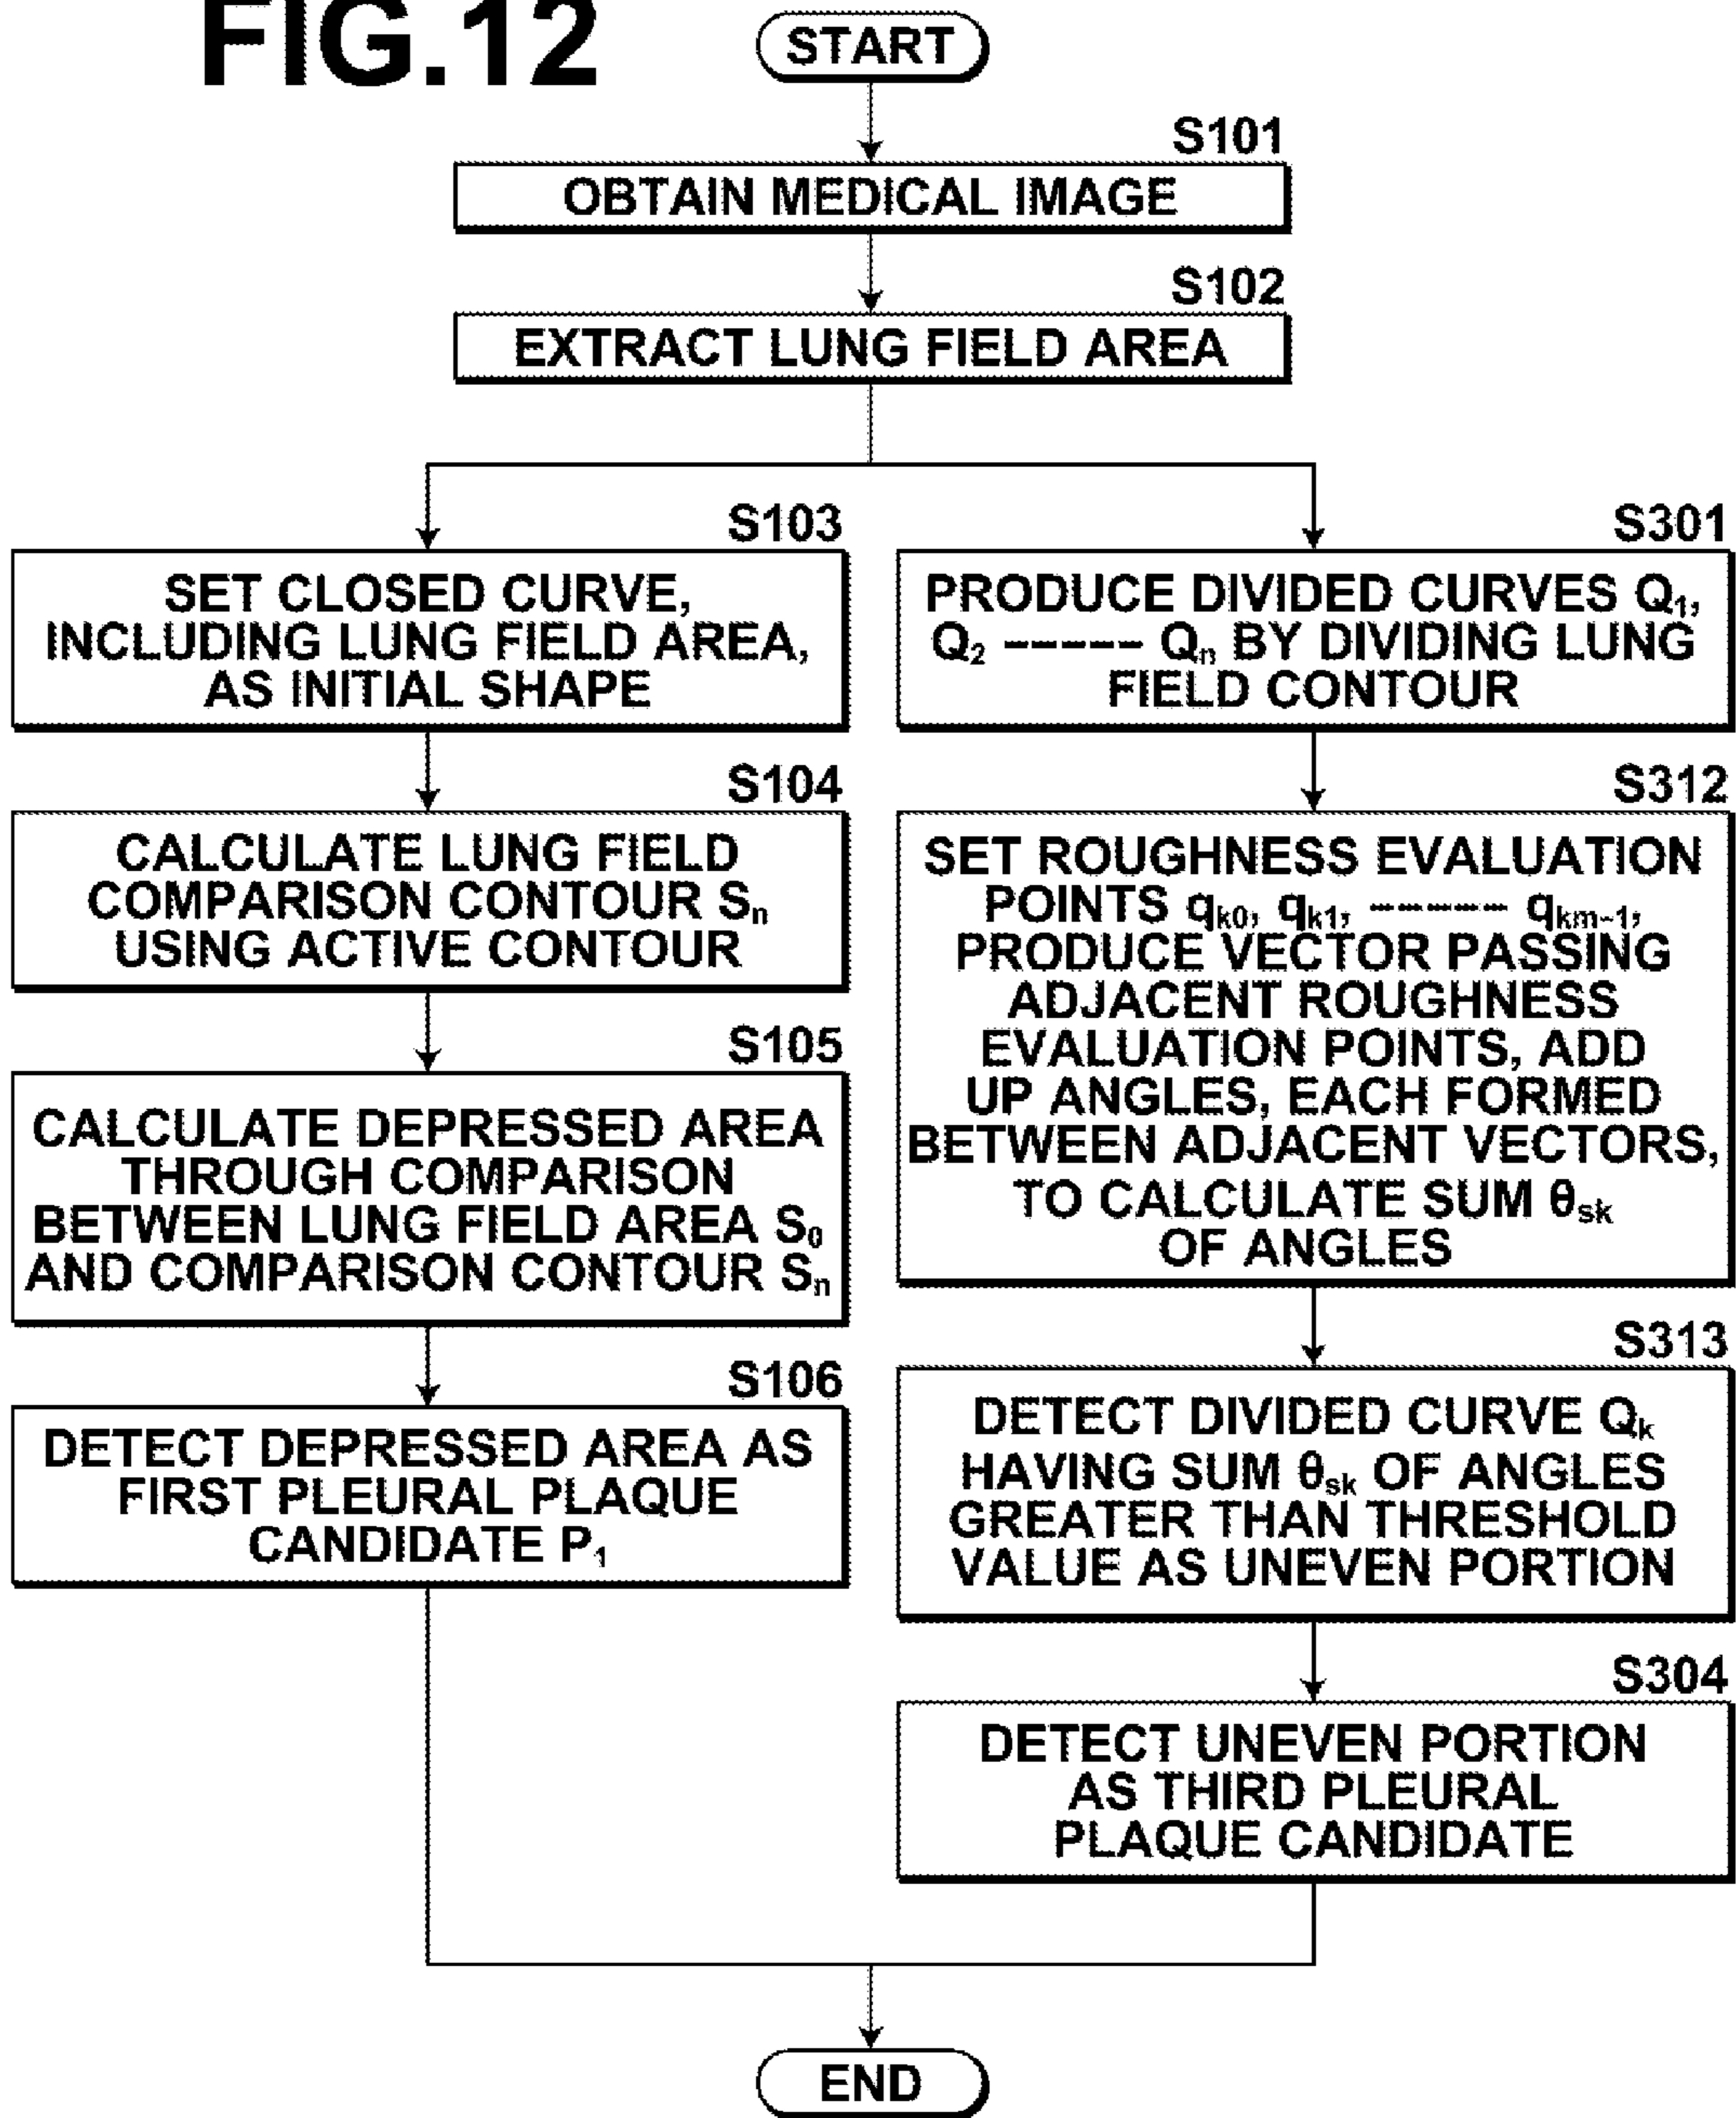 FIG.12
START
S101
OBTAIN MEDICAL IMAGE
S102
EXTRACT LUNG FIELD AREA
S103
SET CLOSED CURVE,
INCLUDING LUNG FIELD AREA,
AS INITIAL SHAPE
S104
CALCULATE LUNG FIELD
COMPARISON CONTOUR Sn
USING ACTIVE CONTOUR
S105
CALCULATE DEPRESSED AREA
THROUGH COMPARISON
BETWEEN LUNG FIELD AREA S0
AND COMPARISON CONTOUR Sn
S106
DETECT DEPRESSED AREA AS
FIRST PLEURAL PLAQUE
CANDIDATE P1
S301
PRODUCE DIVIDED CURVES Q1,
Q2 ----- Qn BY DIVIDING LUNG
FIELD CONTOUR
S312
SET ROUGHNESS EVALUATION
POINTS qk0, qk1, ------ qkm-1,
PRODUCE VECTOR PASSING
ADJACENT ROUGHNESS
EVALUATION POINTS, ADD
UP ANGLES, EACH FORMED
BETWEEN ADJACENT VECTORS,
TO CALCULATE SUM θsk
OF ANGLES
S313
DETECT DIVIDED CURVE Qk
HAVING SUM θsk OF ANGLES
GREATER THAN THRESHOLD
VALUE AS UNEVEN PORTION
S304
DETECT UNEVEN PORTION
AS THIRD PLEURAL
PLAQUE CANDIDATE
END